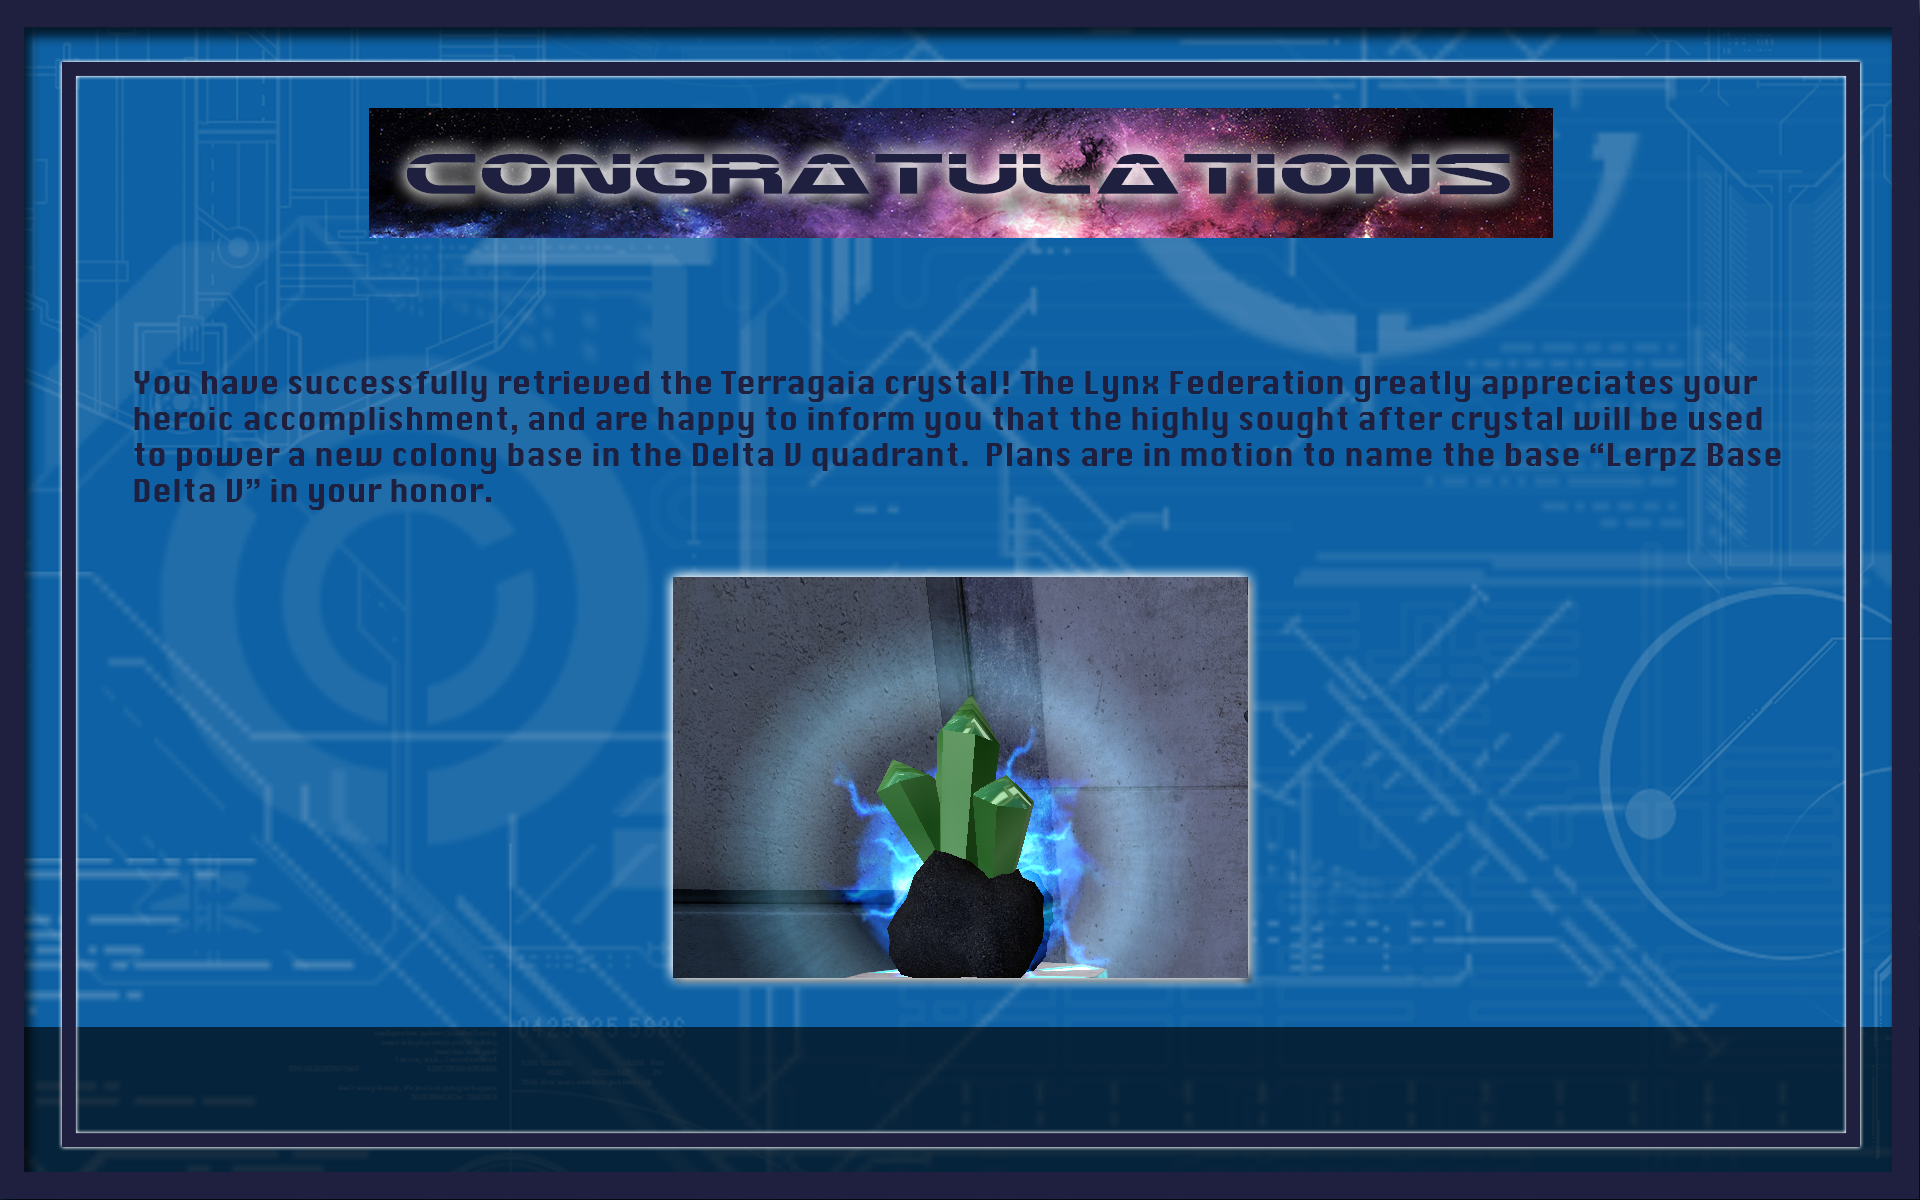 CONGRATULATIONS
You have successfully retrieved the Terragaia crystal! The Lynx Federation greatly appreciates your
heroic accomplishment, and are happy to inform you that the highly sought after crystal will be used
to power a new colony base in the Delta V quadrant.  Plans are in motion to name the base “Lerpz Base
Delta V” in your honor.